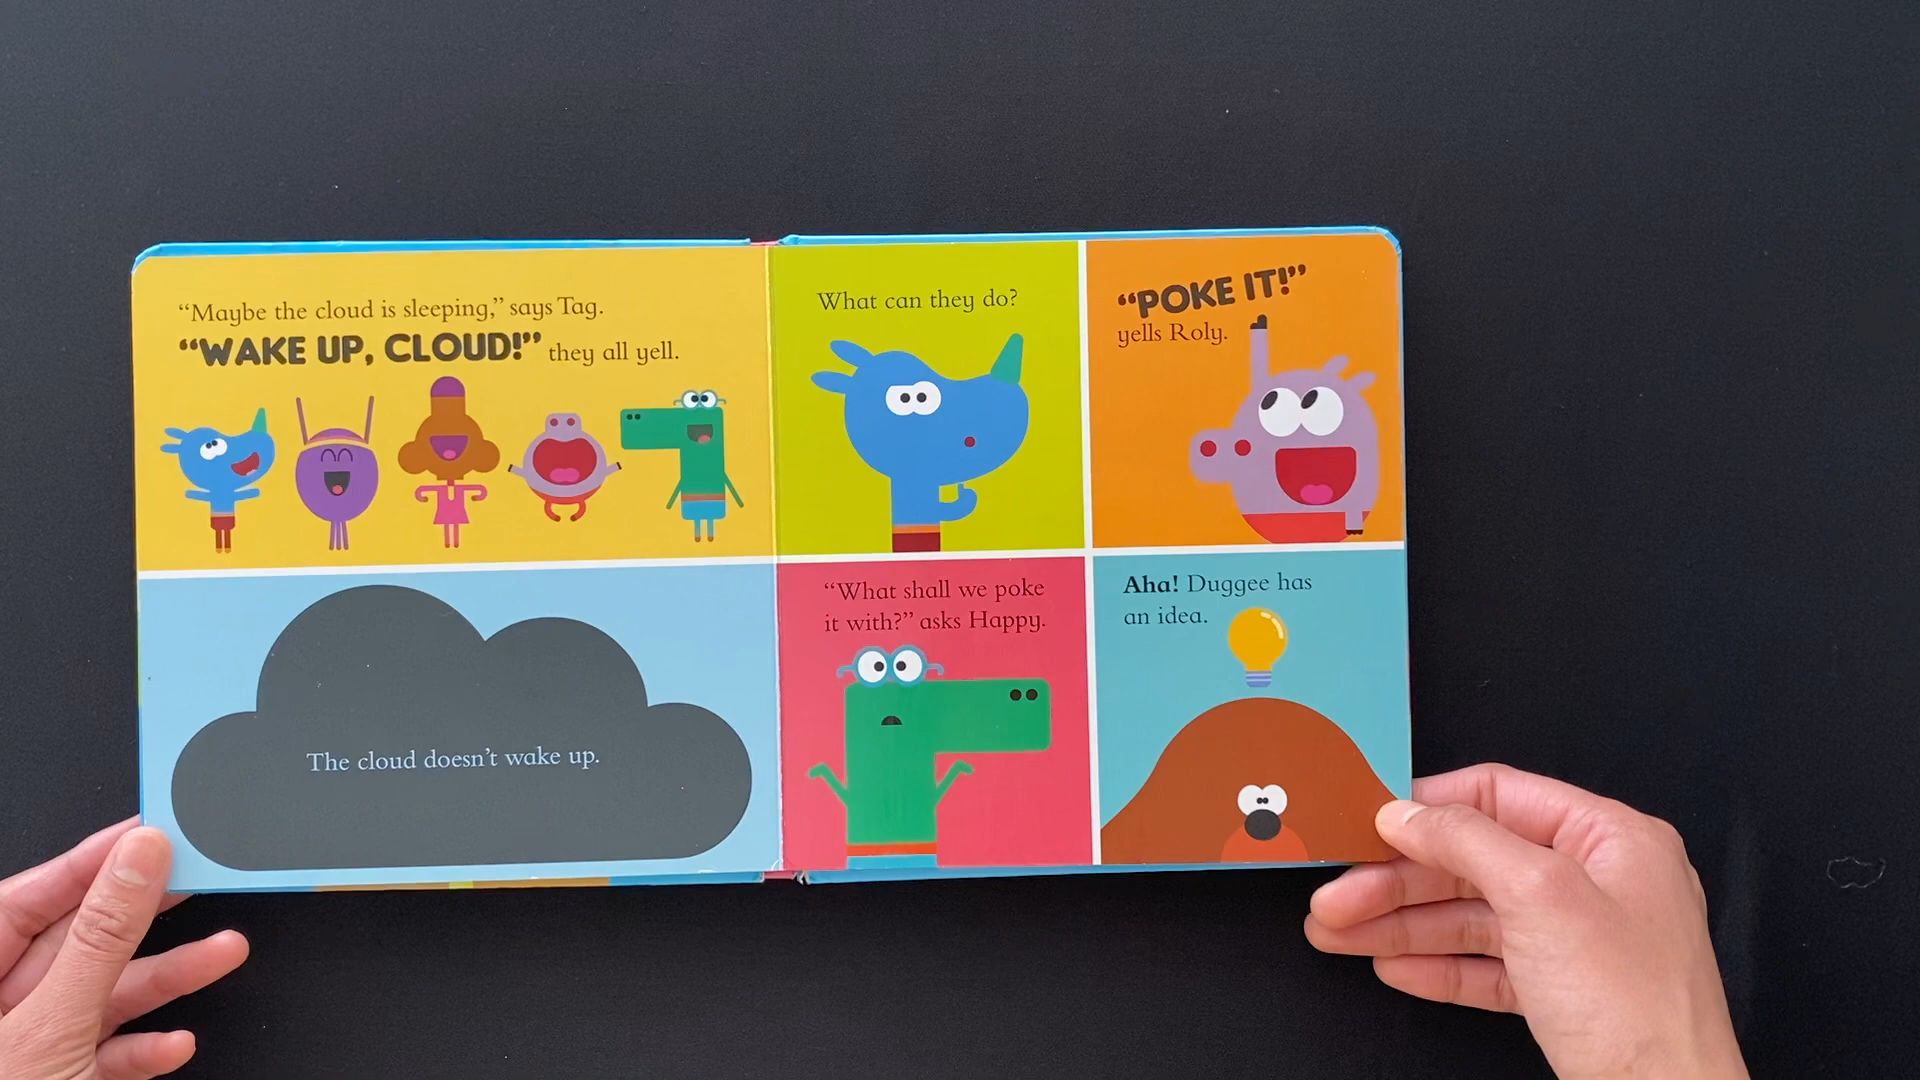 “Maybe the cloud is sleeping,” says Tag.
“WAKE UP, CLOUD!” they all yell.
The cloud doesn’t wake up.
What can they do?
“POKE IT!”
yells Roly.
“What shall we poke
it with?” asks Happy.
Aha! Duggee has
an idea.